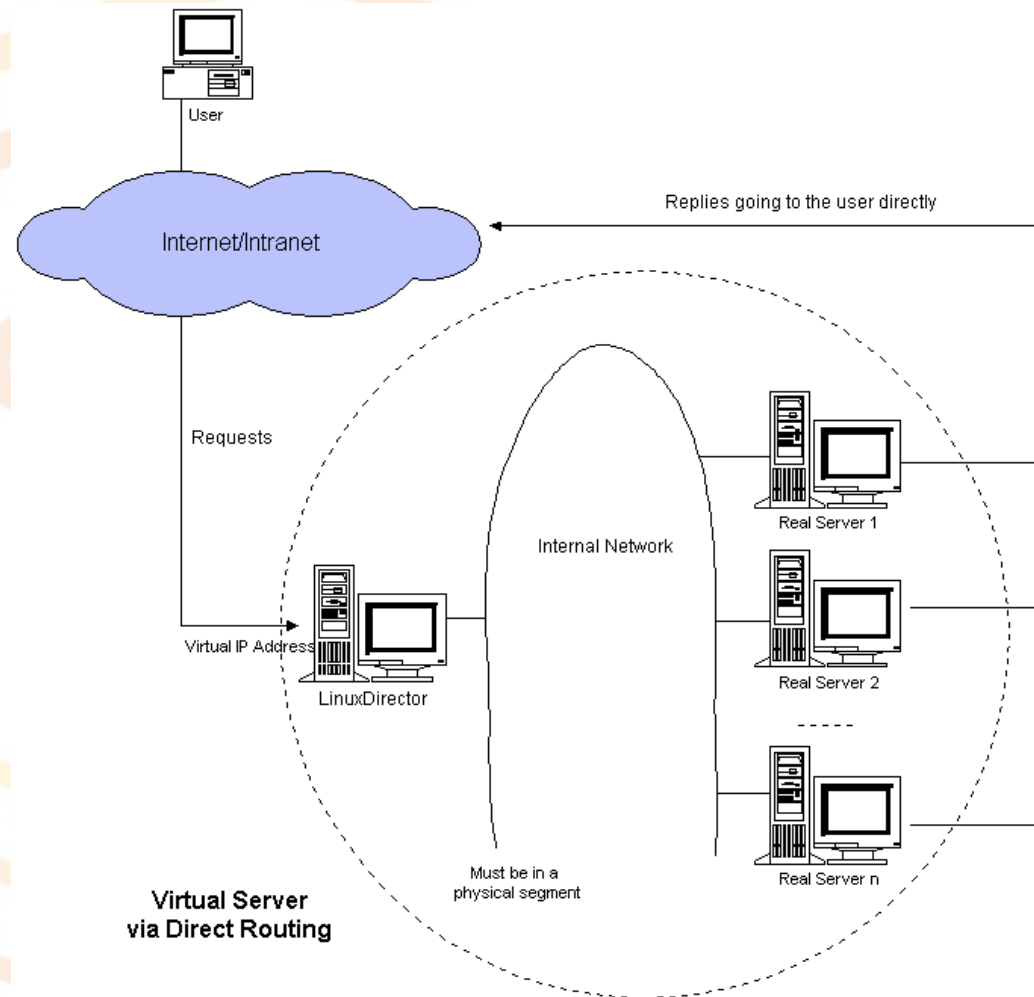 User
Internet/Intranet
Replies going to the user directly
Requests
Virtual IP Address
LinuxDirector
Internal Network
Real Server 1
Real Server 2
Real Server n
Must be in a
physical segment
Virtual Server
via Direct Routing